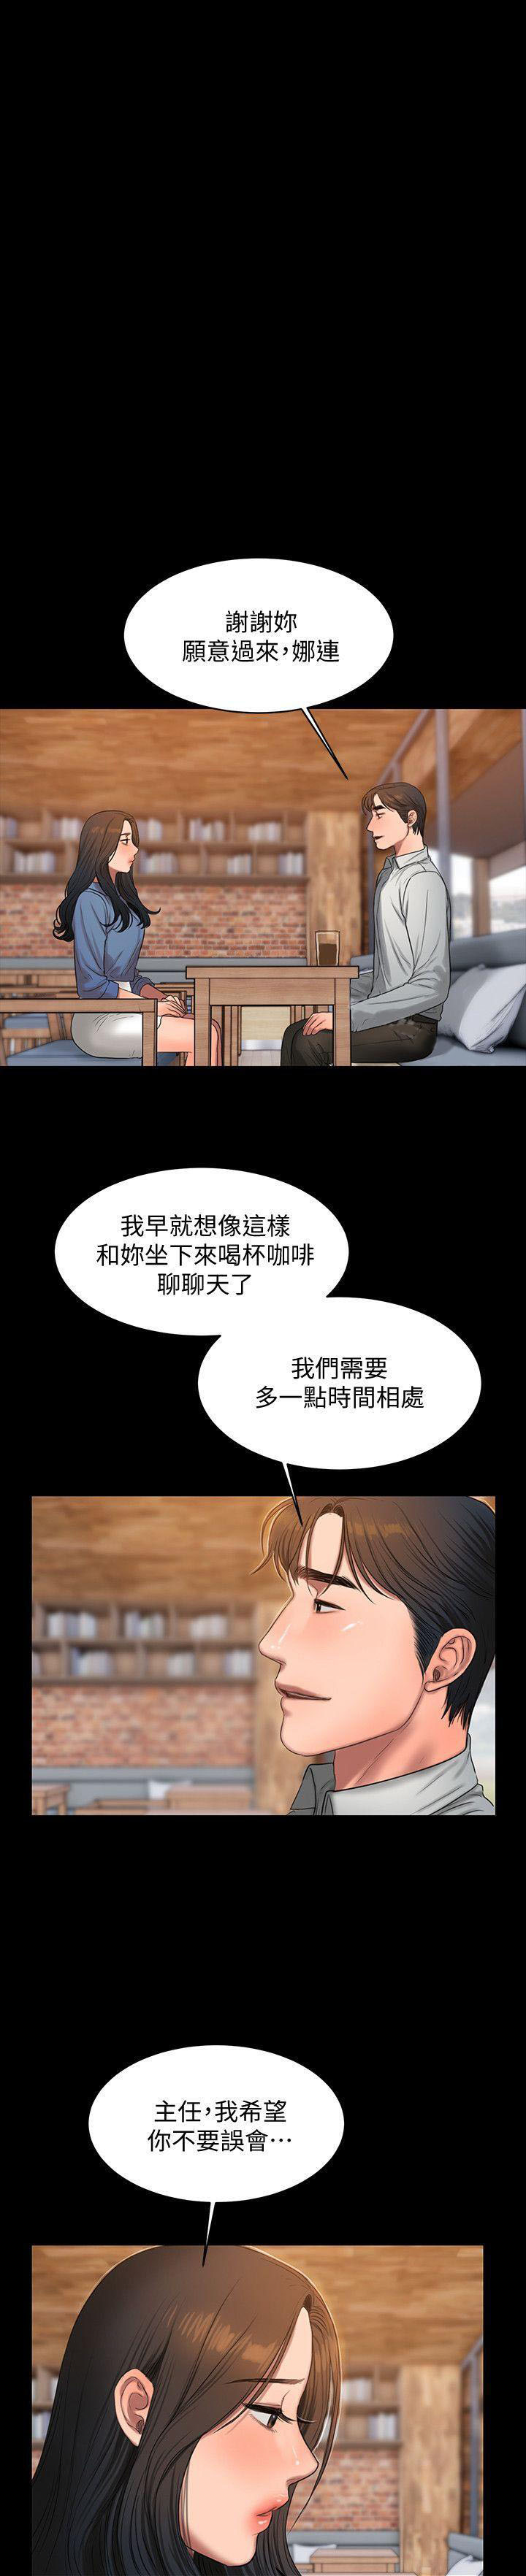 謝謝妳
願意過來，娜連
我早就想像這樣
和妳坐下來喝杯咖啡
聊聊天了
我們需要
多一點時間相處
主任，我希望
你不要誤會⋯